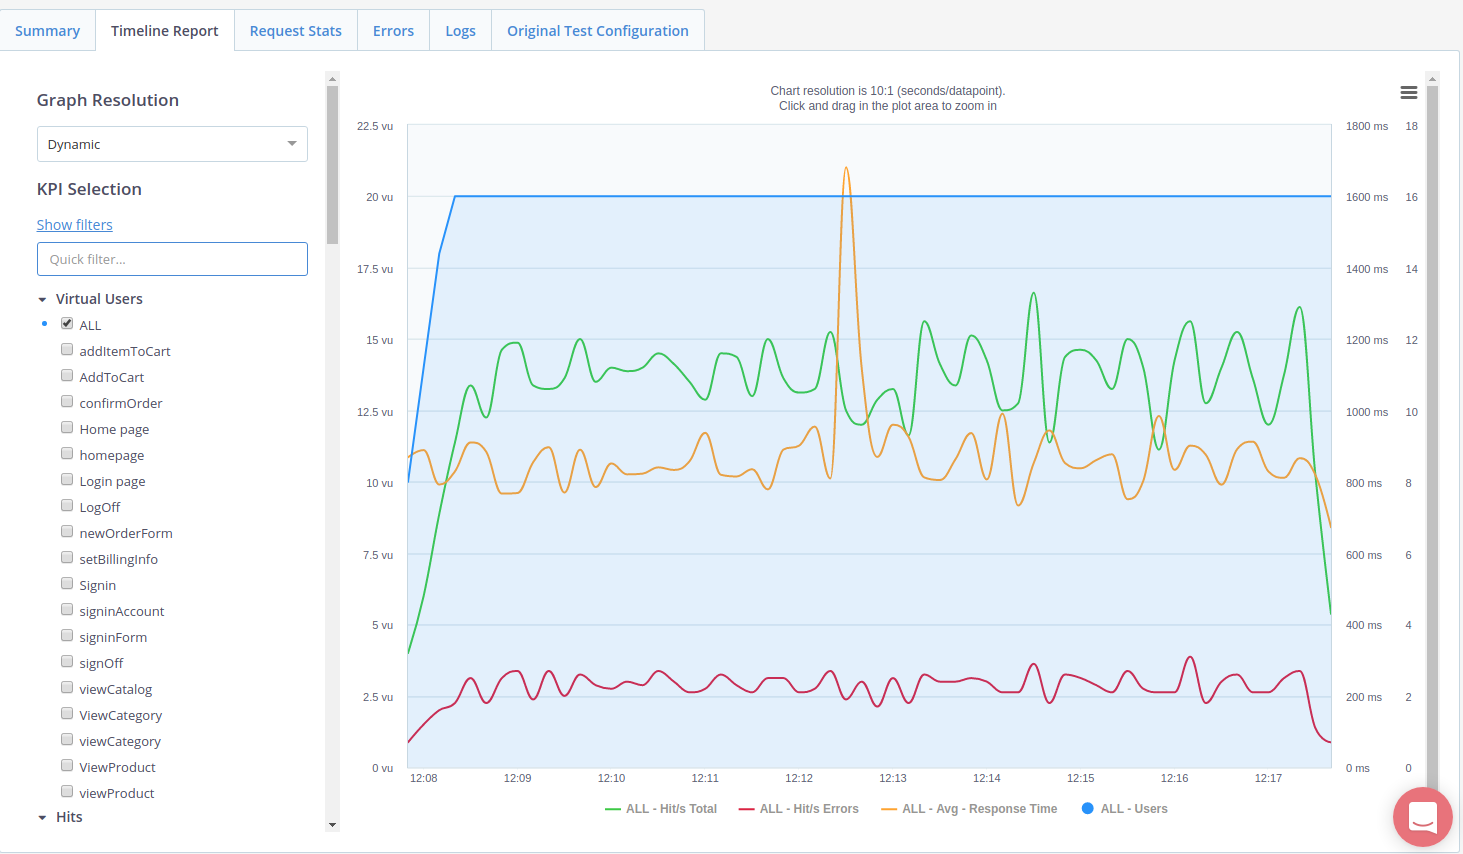 Summary Timeline Report Request Stats Errors Logs Original Test Configuration
Graph Resolution
Dynamic
KPI Selection
Show filters
Quick filter...
Virtual Users
ALL
addItemToCart
AddToCart
confirmOrder
Home page
homepage
Login page
LogOff
newOrderForm
setBillingInfo
Signin
signinAccount
signinForm
signOff
viewCatalog
ViewCategory
viewCategory
ViewProduct
viewProduct
Hits
Chart resolution is 10:1 (seconds/datapoint).
Click and drag in the plot area to zoom in
22.5 vu 1800 ms 18
20 vu 1600 ms 16
17.5 vu 1400 ms 14
15 vu 1200 ms 12
12.5 vu 1000 ms 10
10 vu 800 ms 8
7.5 vu 600 ms 6
5 vu 400 ms 4
2.5 vu 200 ms 2
0 vu 0 ms 0
12:08 12:09 12:10 12:11 12:12 12:13 12:14 12:15 12:16 12:17
ALL - Hit/s Total ALL - Hit/s Errors ALL - Avg - Response Time ALL - Users